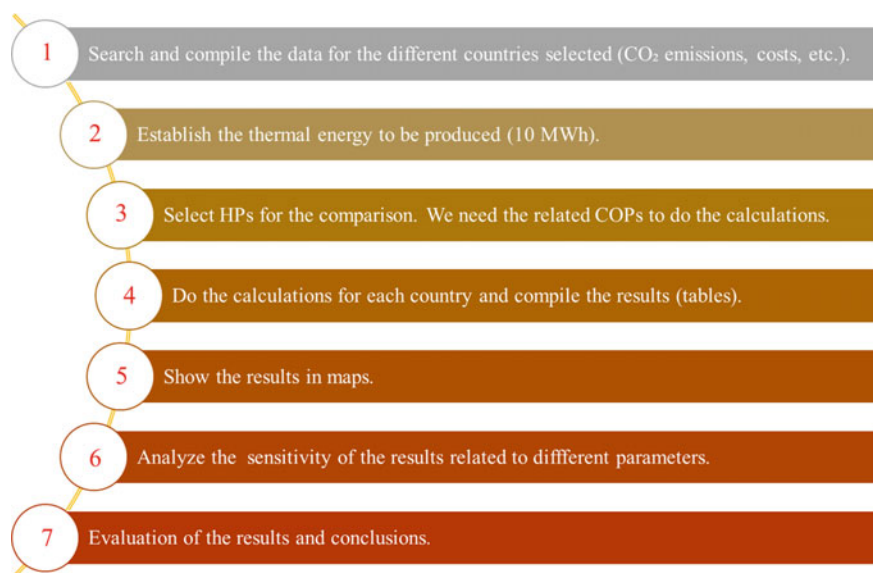 1 Search and compile the data for the different countries selected (CO₂ emissions, costs, etc.).
2 Establish the thermal energy to be produced (10 MWh).
3 Select HPs for the comparison. We need the related COPs to do the calculations.
4 Do the calculations for each country and compile the results (tables).
5 Show the results in maps.
6 Analyze the sensitivity of the results related to diffferent parameters.
7 Evaluation of the results and conclusions.